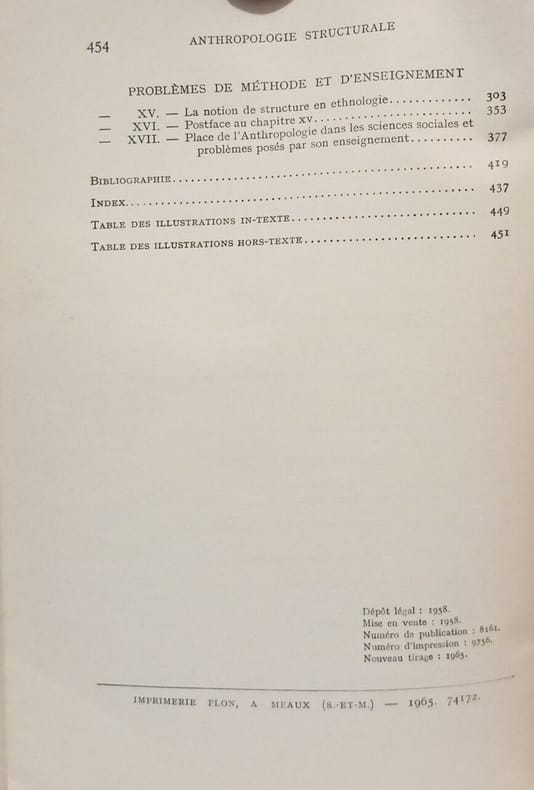 454 ANTHROPOLOGIE STRUCTURALE
PROBLÈMES DE MÉTHODE ET D'ENSEIGNEMENT
— XV. — La notion de structure en ethnologie............. 303
— XVI. — Postface au chapitre XV....................... 353
— XVII. — Place de l'Anthropologie dans les sciences sociales et
problèmes posés par son enseignement.......... 377
BIBLIOGRAPHIE.................................................. 419
INDEX.......................................................... 437
TABLE DES ILLUSTRATIONS IN-TEXTE............................... 449
TABLE DES ILLUSTRATIONS HORS-TEXTE............................. 451
Dépôt légal : 1958.
Mise en vente : 1958.
Numéro de publication : 8161.
Numéro d'impression : 9756.
Nouveau tirage : 1965.
IMPRIMERIE PLON, A MEAUX (S.-ET-M.) — 1965. 74172.